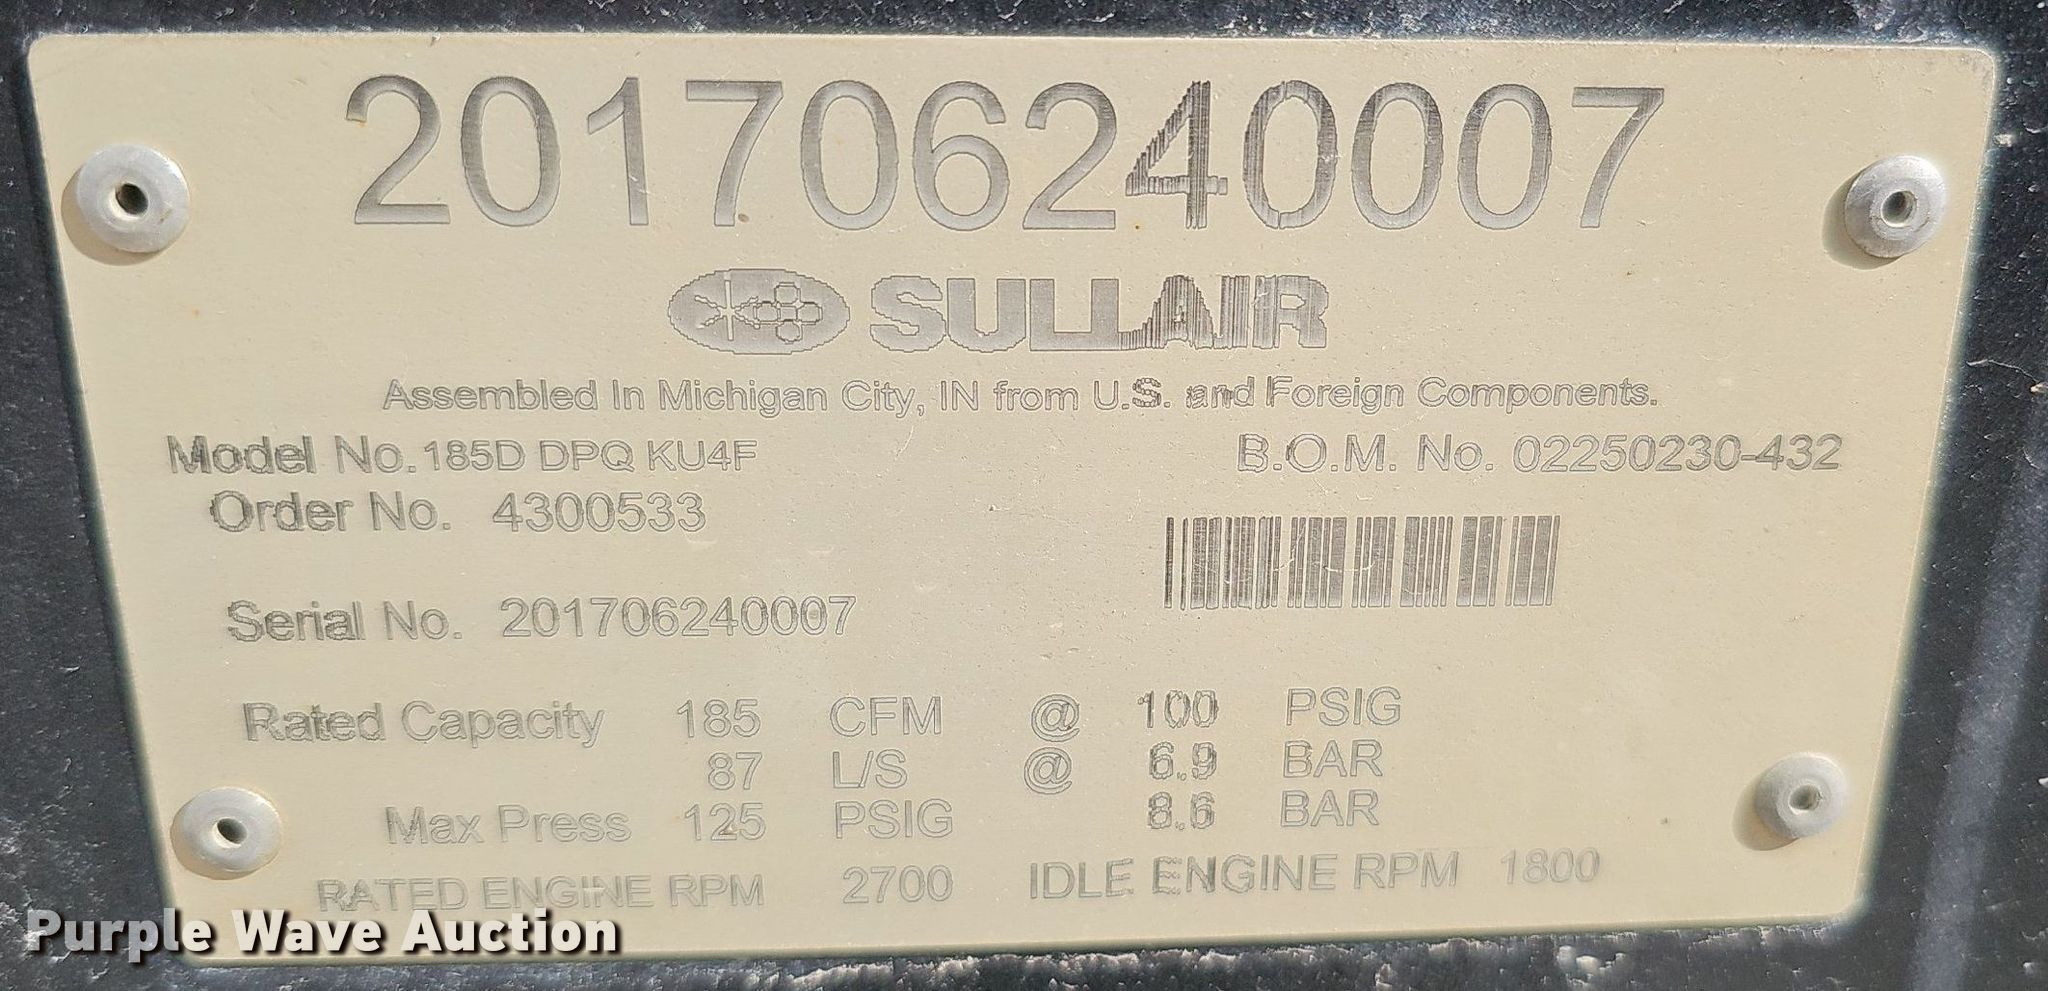 201706240007
SULLAIR
Assembled In Michigan City, IN from U.S. and Foreign Components.
Model No. 185D DPQ KU4F B.O.M. No. 02250230-432
Order No. 4300533
Serial No. 201706240007
Rated Capacity 185 CFM @ 100 PSIG
87 L/S @ 6.9 BAR
Max Press 125 PSIG 8.6 BAR
RATED ENGINE RPM 2700 IDLE ENGINE RPM 1800
Purple Wave Auction